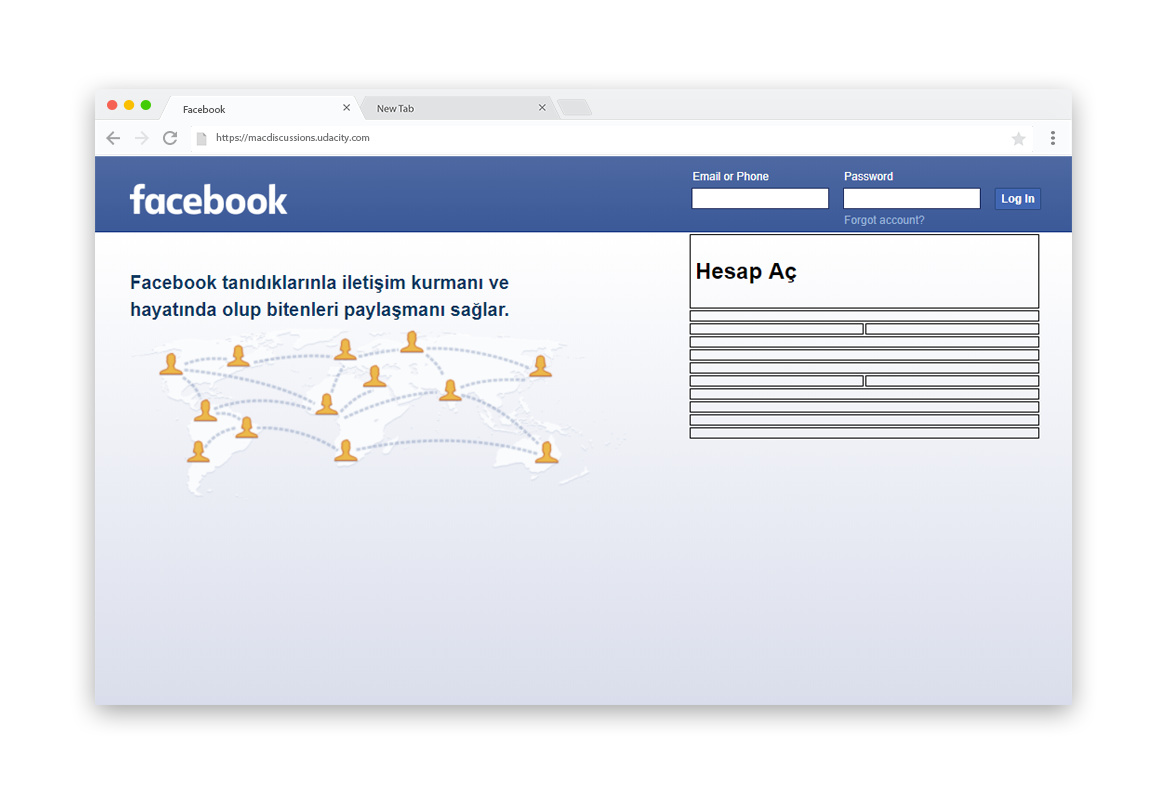 Facebook
New Tab
https://macdiscussions.udacity.com
facebook
Email or Phone
Password
Log In
Forgot account?
Facebook tanıdıklarınla iletişim kurmanı ve
hayatında olup bitenleri paylaşmanı sağlar.
Hesap Aç